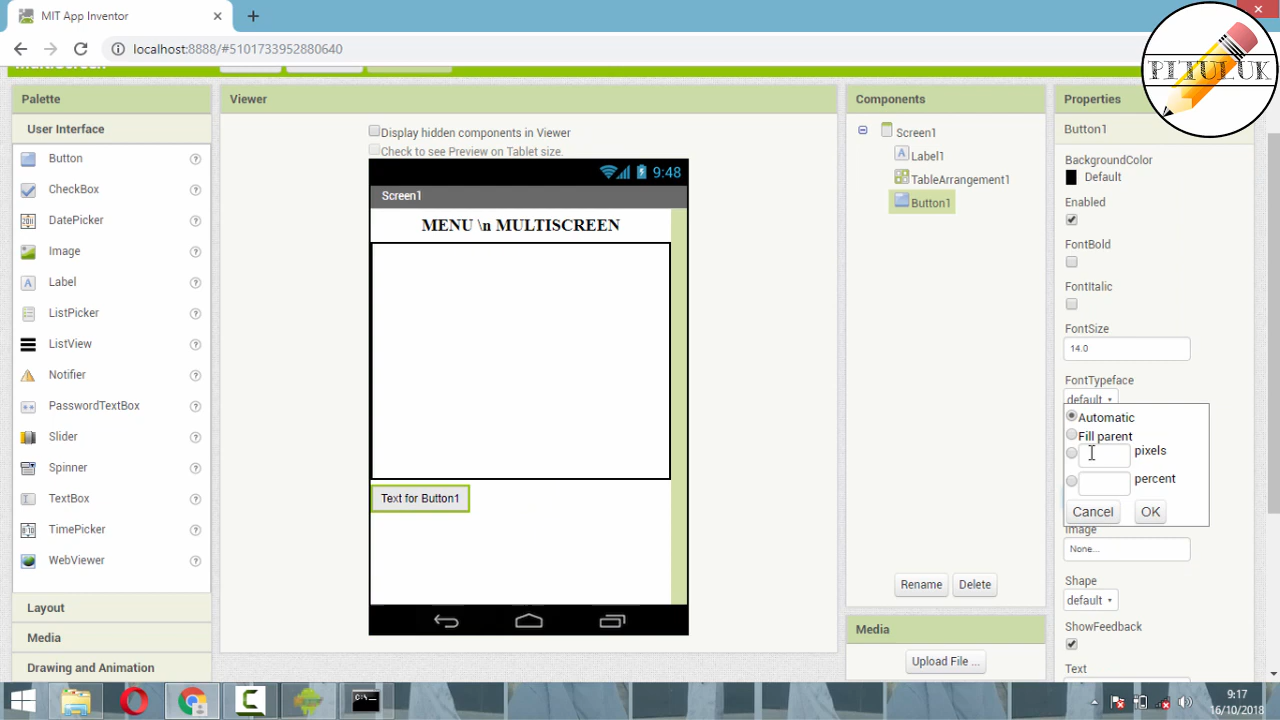 MIT App Inventor
localhost:8888/#5101733952880640
PITULUK
Palette
User Interface
Button
CheckBox
DatePicker
Image
Label
ListPicker
ListView
Notifier
PasswordTextBox
Slider
Spinner
TextBox
TimePicker
WebViewer
Layout
Media
Drawing and Animation
Viewer
Display hidden components in Viewer
Check to see Preview on Tablet size.
9:48
Screen1
MENU \n MULTISCREEN
Text for Button1
Components
Screen1
Label1
TableArrangement1
Button1
Rename Delete
Media
Upload File ...
Properties
Button1
BackgroundColor
Default
Enabled
FontBold
FontItalic
FontSize
14.0
FontTypeface
default
Automatic
Fill parent
pixels
percent
Cancel OK
Image
None...
Shape
default
ShowFeedback
Text
9:17
16/10/2018